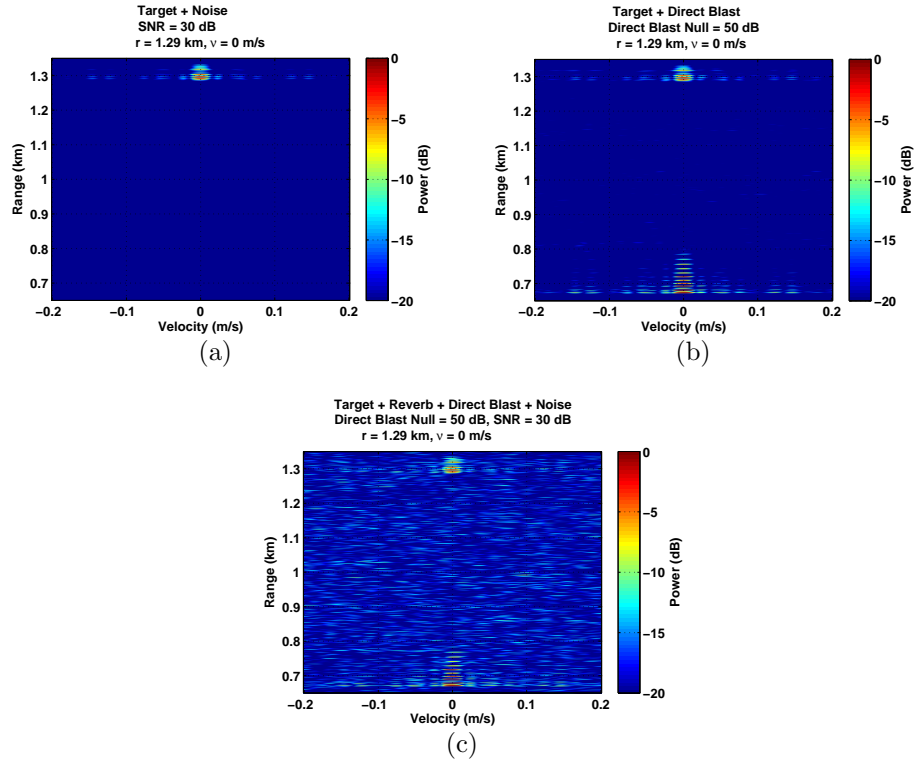 Target + Noise
SNR = 30 dB
r = 1.29 km, ν = 0 m/s
Range (km)
1.3
1.2
1.1
1
0.9
0.8
0.7
−0.2
−0.1
0
0.1
0.2
Velocity (m/s)
0
−5
−10
−15
−20
Power (dB)
(a)
Target + Direct Blast
Direct Blast Null = 50 dB
r = 1.29 km, ν = 0 m/s
Range (km)
1.3
1.2
1.1
1
0.9
0.8
0.7
−0.2
−0.1
0
0.1
0.2
Velocity (m/s)
0
−5
−10
−15
−20
Power (dB)
(b)
Target + Reverb + Direct Blast + Noise
Direct Blast Null = 50 dB, SNR = 30 dB
r = 1.29 km, ν = 0 m/s
Range (km)
1.3
1.2
1.1
1
0.9
0.8
0.7
−0.2
−0.1
0
0.1
0.2
Velocity (m/s)
0
−5
−10
−15
−20
Power (dB)
(c)